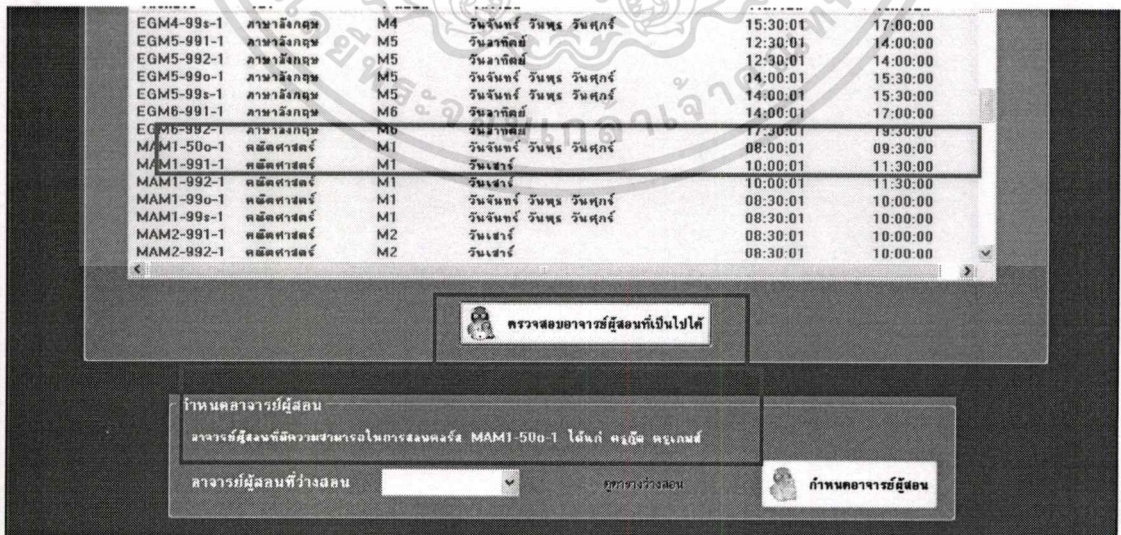 EGM4-99s-1 ภาษาอังกฤษ M4 วันจันทร์ วันพุธ วันศุกร์ 15:30:01 17:00:00
EGM5-991-1 ภาษาอังกฤษ M5 วันอาทิตย์ 12:30:01 14:00:00
EGM5-992-1 ภาษาอังกฤษ M5 วันอาทิตย์ 12:30:01 14:00:00
EGM5-99o-1 ภาษาอังกฤษ M5 วันจันทร์ วันพุธ วันศุกร์ 14:00:01 15:30:00
EGM5-99s-1 ภาษาอังกฤษ M5 วันจันทร์ วันพุธ วันศุกร์ 14:00:01 15:30:00
EGM6-991-1 ภาษาอังกฤษ M6 วันอาทิตย์ 14:00:01 17:00:00
EGM6-992-1 ภาษาอังกฤษ M6 วันอาทิตย์ 17:30:01 19:30:00
MAM1-50o-1 คณิตศาสตร์ M1 วันจันทร์ วันพุธ วันศุกร์ 08:00:01 09:30:00
MAM1-991-1 คณิตศาสตร์ M1 วันเสาร์ 10:00:01 11:30:00
MAM1-992-1 คณิตศาสตร์ M1 วันเสาร์ 10:00:01 11:30:00
MAM1-99o-1 คณิตศาสตร์ M1 วันจันทร์ วันพุธ วันศุกร์ 08:30:01 10:00:00
MAM1-99s-1 คณิตศาสตร์ M1 วันจันทร์ วันพุธ วันศุกร์ 08:30:01 10:00:00
MAM2-991-1 คณิตศาสตร์ M2 วันเสาร์ 08:30:01 10:00:00
MAM2-992-1 คณิตศาสตร์ M2 วันเสาร์ 08:30:01 10:00:00
ตรวจสอบอาจารย์ผู้สอนที่เป็นไปได้
กำหนดอาจารย์ผู้สอน
อาจารย์ผู้สอนที่มีความสามารถในการสอนคอร์ส MAM1-50o-1 ได้แก่ ครูกู๊ด ครูเกมส์
อาจารย์ผู้สอนที่ว่างสอน ดูตารางว่างสอน กำหนดอาจารย์ผู้สอน